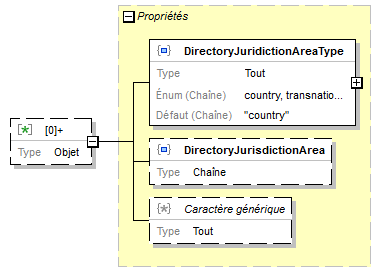 Propriétés
DirectoryJuridictionAreaType
Type Tout
Énum (Chaîne) country, transnatio...
Défaut (Chaîne) "country"
[0]+
Type Objet
DirectoryJurisdictionArea
Type Chaîne
Caractère générique
Type Tout